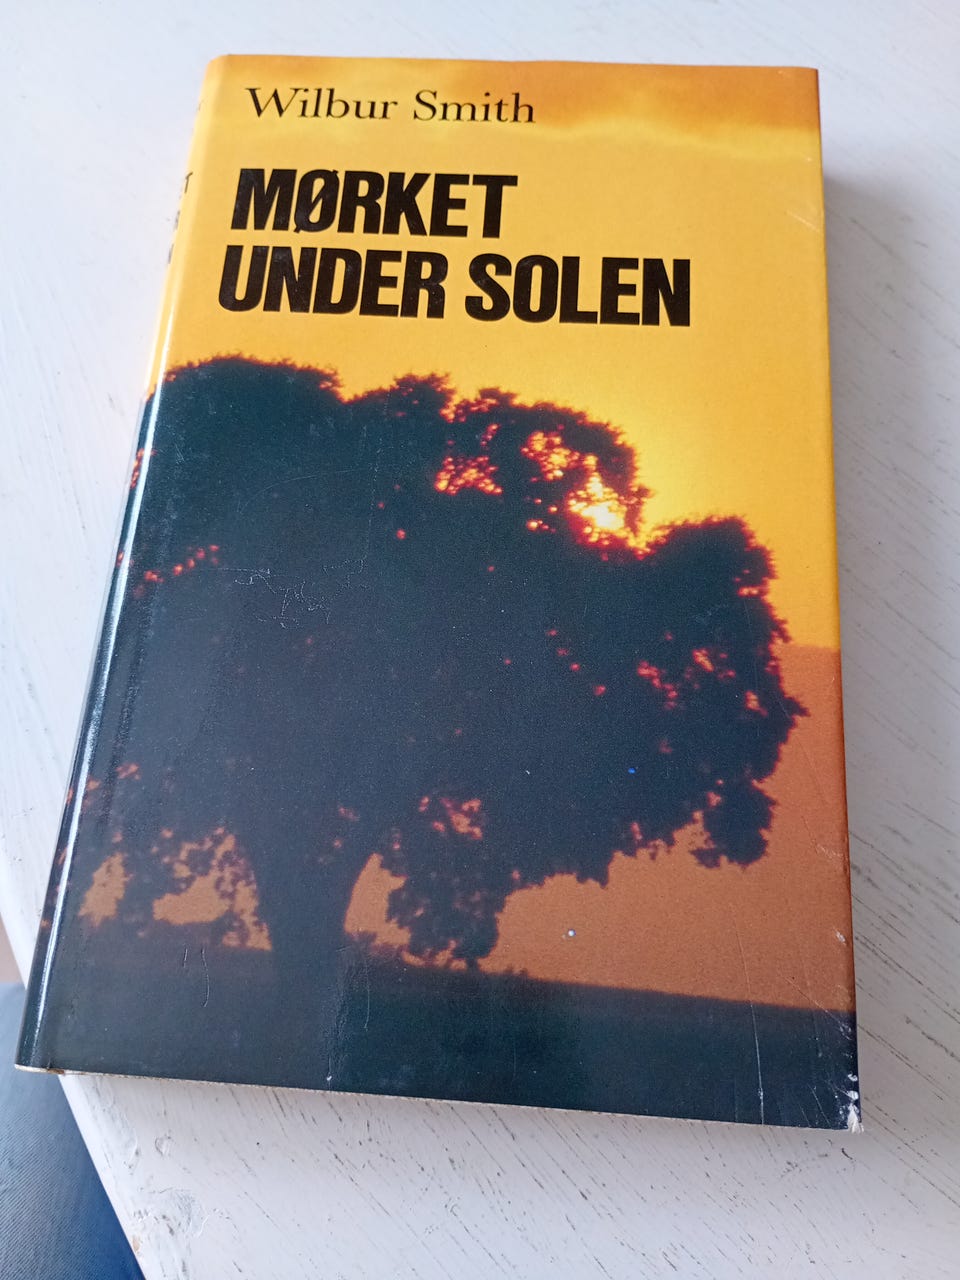 Wilbur Smith
MØRKET
UNDER SOLEN